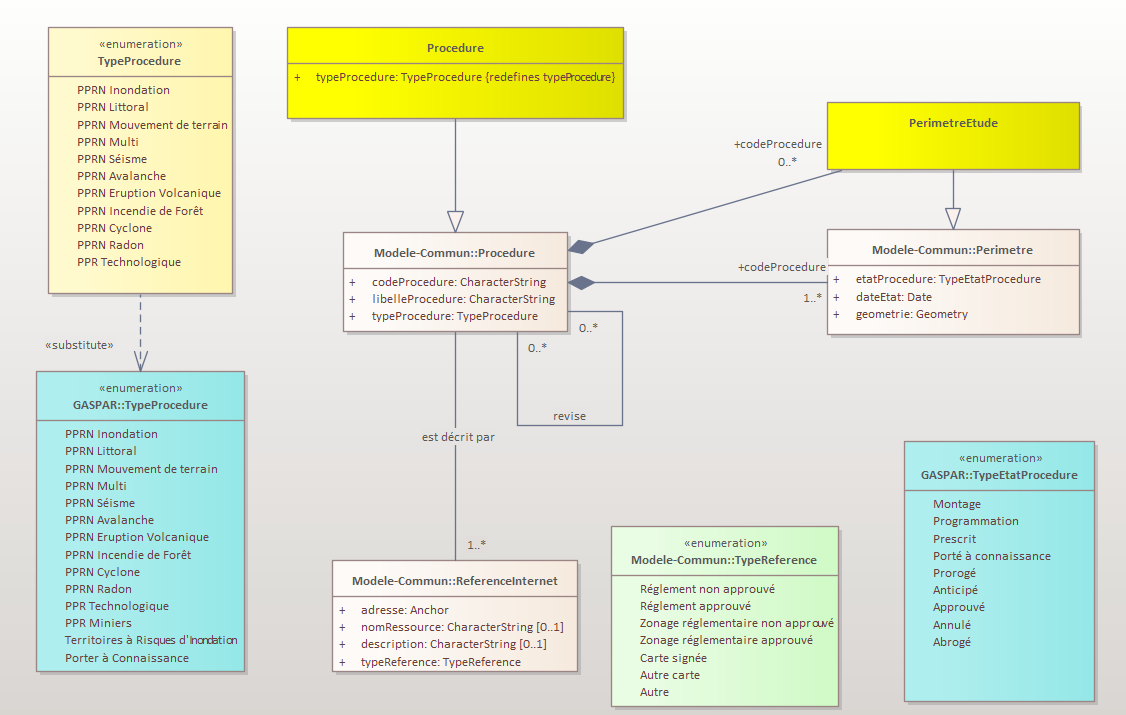 «enumeration»
TypeProcedure
PPRN Inondation
PPRN Littoral
PPRN Mouvement de terrain
PPRN Multi
PPRN Séisme
PPRN Avalanche
PPRN Eruption Volcanique
PPRN Incendie de Forêt
PPRN Cyclone
PPRN Radon
PPR Technologique
«substitute»
«enumeration»
GASPAR::TypeProcedure
PPRN Inondation
PPRN Littoral
PPRN Mouvement de terrain
PPRN Multi
PPRN Séisme
PPRN Avalanche
PPRN Eruption Volcanique
PPRN Incendie de Forêt
PPRN Cyclone
PPRN Radon
PPR Technologique
PPR Miniers
Territoires à Risques d'Inondation
Porter à Connaissance
Procedure
+ typeProcedure: TypeProcedure {redefines typeProcedure}
Modele-Commun::Procedure
+ codeProcedure: CharacterString
+ libelleProcedure: CharacterString
+ typeProcedure: TypeProcedure
+codeProcedure
0..*
PerimetreEtude
+codeProcedure
1..*
Modele-Commun::Perimetre
+ etatProcedure: TypeEtatProcedure
+ dateEtat: Date
+ geometrie: Geometry
0..*
0..*
revise
est décrit par
1..*
Modele-Commun::ReferenceInternet
+ adresse: Anchor
+ nomRessource: CharacterString [0..1]
+ description: CharacterString [0..1]
+ typeReference: TypeReference
«enumeration»
Modele-Commun::TypeReference
Réglement non approuvé
Réglement approuvé
Zonage réglementaire non approuvé
Zonage réglementaire approuvé
Carte signée
Autre carte
Autre
«enumeration»
GASPAR::TypeEtatProcedure
Montage
Programmation
Prescrit
Porté à connaissance
Prorogé
Anticipé
Approuvé
Annulé
Abrogé